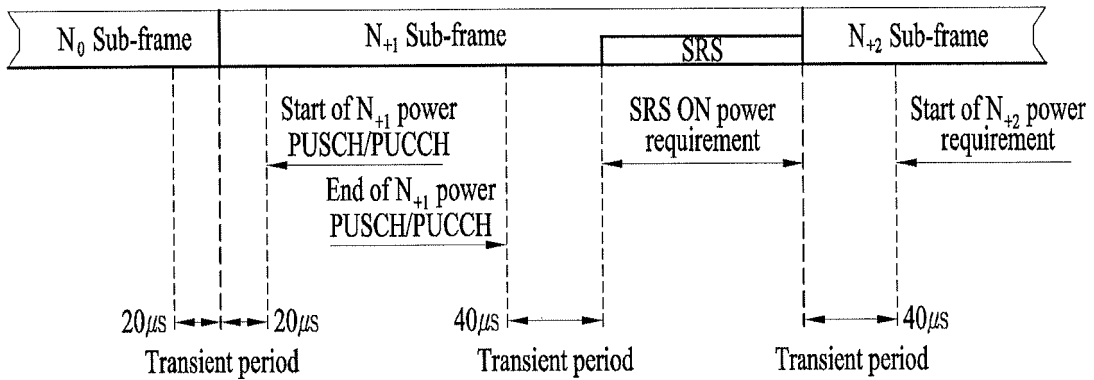 N₀ Sub-frame
N₊₁ Sub-frame
SRS
N₊₂ Sub-frame
Start of N₊₁ power
PUSCH/PUCCH
End of N₊₁ power
PUSCH/PUCCH
SRS ON power
requirement
Start of N₊₂ power
requirement
20μs
20μs
40μs
40μs
Transient period
Transient period
Transient period